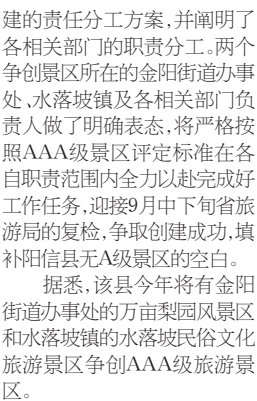 建的责任分工方案,并阐明了
各相关部门的职责分工。两个
争创景区所在的金阳街道办事
处、水落坡镇及各相关部门负
责人做了明确表态,将严格按
照AAA级景区评定标准在各
自职责范围内全力以赴完成好
工作任务,迎接9月中下旬省旅
游局的复检,争取创建成功,填
补阳信县无A级景区的空白。
据悉,该县今年将有金阳
街道办事处的万亩梨园风景区
和水落坡镇的水落坡民俗文化
旅游景区争创AAA级旅游景
区。